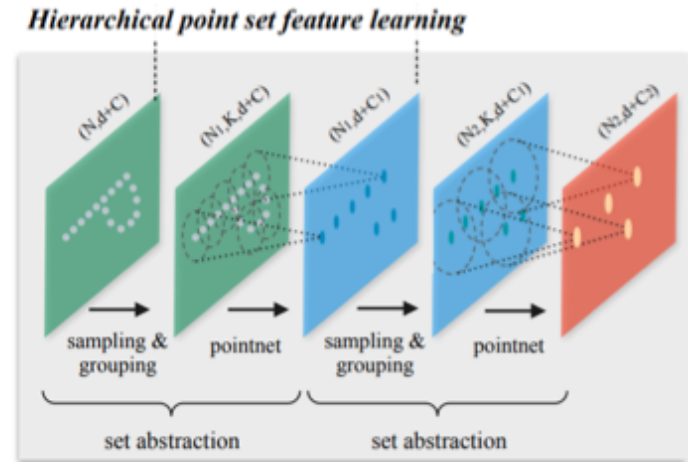 Hierarchical point set feature learning
(N,d+C)
(N1,K,d+C)
(N1,d+C1)
(N2,K,d+C1)
(N2,d+C2)
sampling & grouping
pointnet
sampling & grouping
pointnet
set abstraction
set abstraction